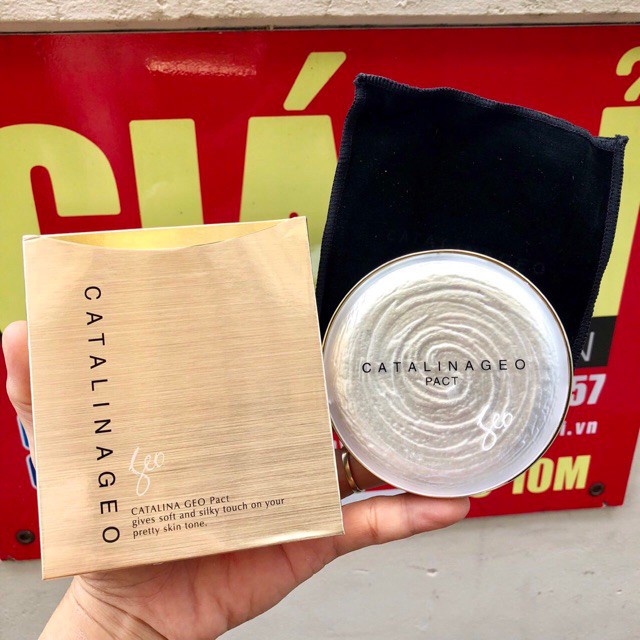 GIÁ
CATALINAGEO
geo
CATALINA GEO Pact
gives soft and silky touch on your
pretty skin tone.
CATALINAGEO
PACT
geo
57
i.vn
10M